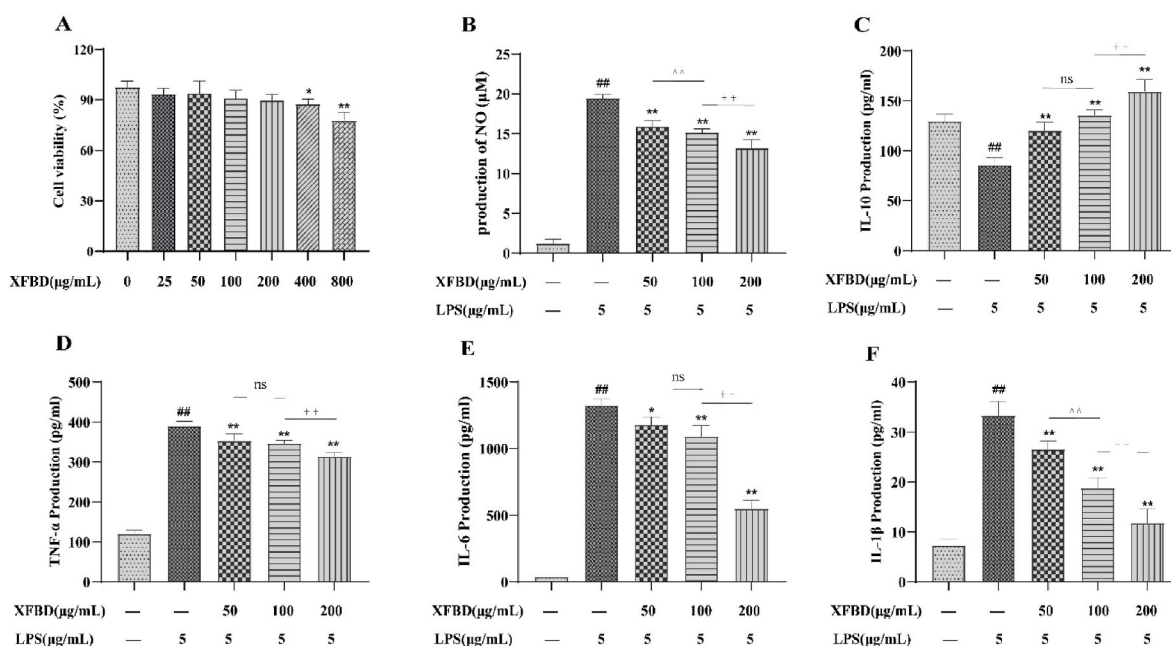 A
Cell viability (%)
120
90
60
30
0
*
**
XFBD(μg/mL) 0 25 50 100 200 400 800
B
production of NO (μM)
25
20
15
10
5
0
##
**
^^
**
++
**
XFBD(μg/mL) — — 50 100 200
LPS(μg/mL) — 5 5 5 5
C
IL-10 Production (pg/ml)
200
150
100
50
0
##
**
ns
**
++
**
XFBD(μg/mL) — — 50 100 200
LPS(μg/mL) — 5 5 5 5
D
TNF-α Production (pg/ml)
500
400
300
200
100
0
##
**
ns
**
++
**
XFBD(μg/mL) — — 50 100 200
LPS(μg/mL) — 5 5 5 5
E
IL-6 Production (pg/ml)
1500
1000
500
0
##
*
ns
**
**
XFBD(μg/mL) — — 50 100 200
LPS(μg/mL) — 5 5 5 5
F
IL-1β Production (pg/ml)
40
30
20
10
0
##
**
^^
**
**
XFBD(μg/mL) — — 50 100 200
LPS(μg/mL) — 5 5 5 5